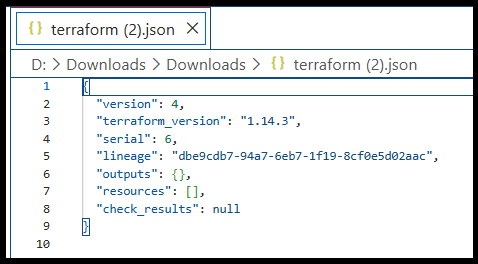 {} terraform (2).json ×
D: > Downloads > Downloads > {} terraform (2).json
1 {
2 "version": 4,
3 "terraform_version": "1.14.3",
4 "serial": 6,
5 "lineage": "dbe9cdb7-94a7-6eb7-1f19-8cf0e5d02aac",
6 "outputs": {},
7 "resources": [],
8 "check_results": null
9 }
10